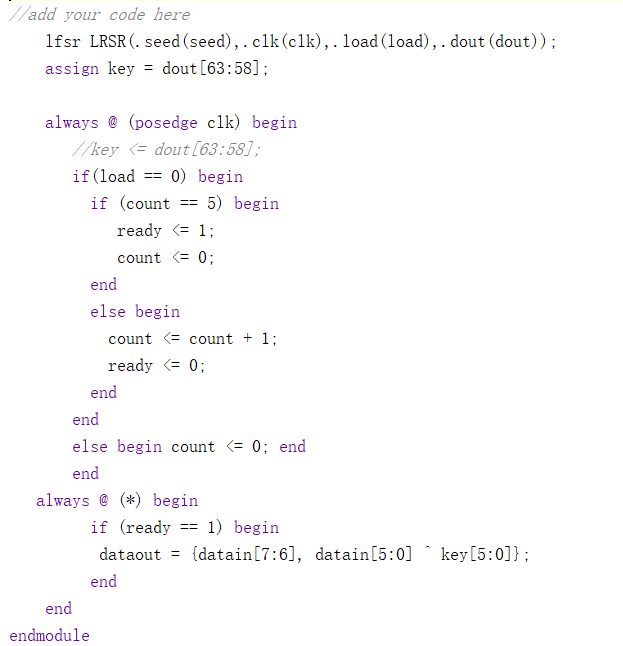 //add your code here
lfsr LRSR(.seed(seed),.clk(clk),.load(load),.dout(dout));
assign key = dout[63:58];
always @ (posedge clk) begin
//key <= dout[63:58];
if(load == 0) begin
if (count == 5) begin
ready <= 1;
count <= 0;
end
else begin
count <= count + 1;
ready <= 0;
end
end
else begin count <= 0; end
end
always @ (*) begin
if (ready == 1) begin
dataout = {datain[7:6], datain[5:0] ^ key[5:0]};
end
end
endmodule